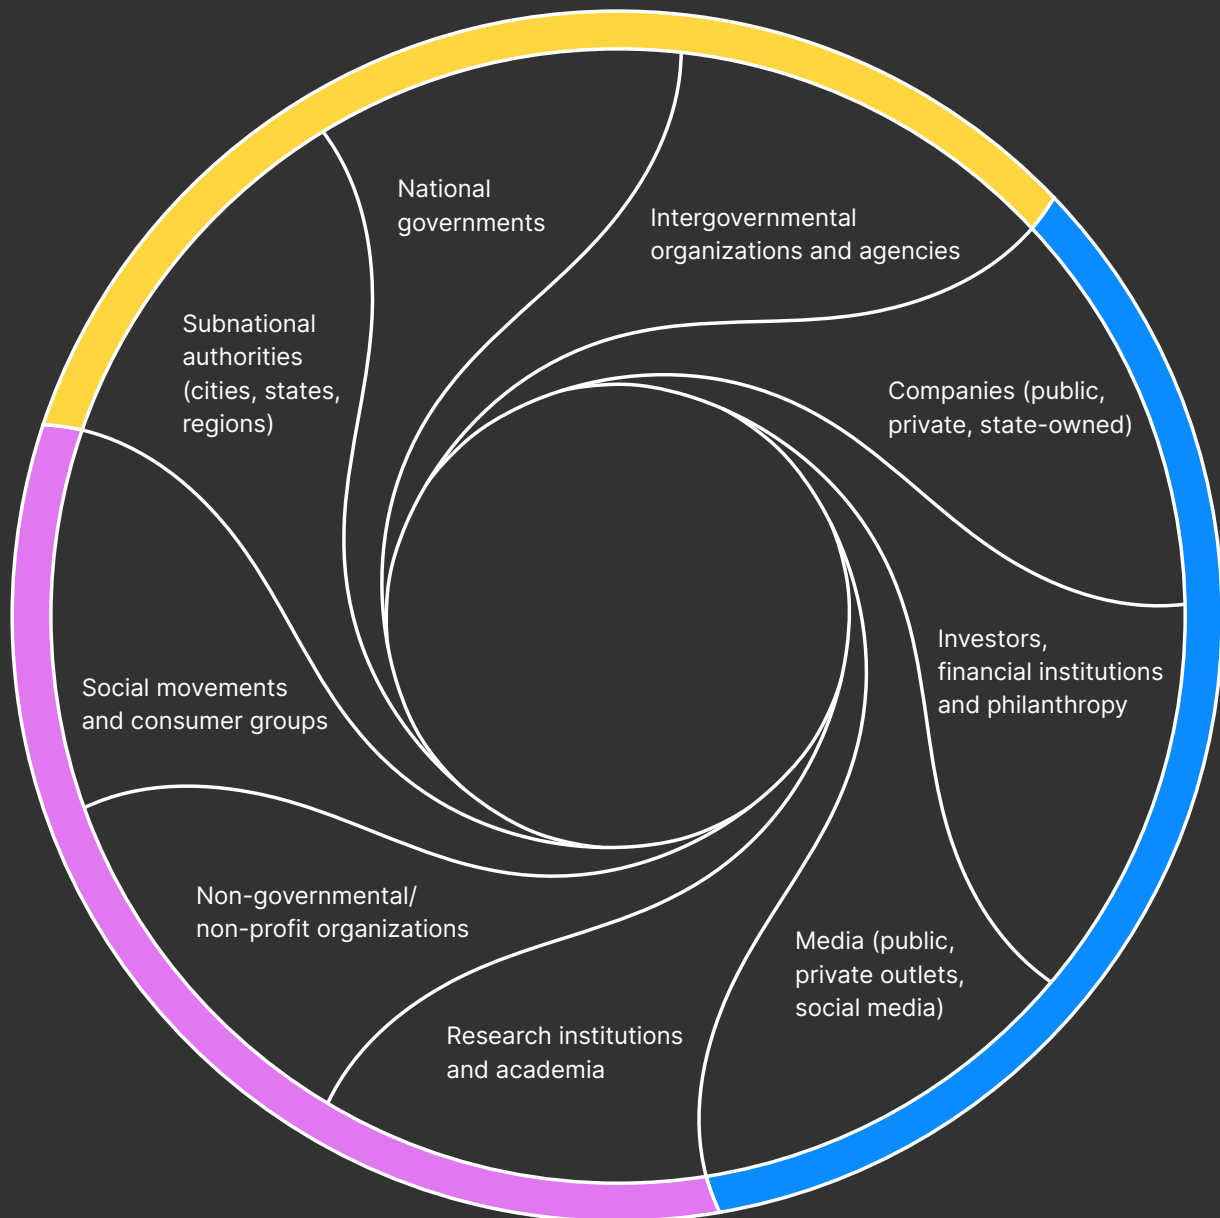 National
governments
Intergovernmental
organizations and agencies
Subnational
authorities
(cities, states,
regions)
Companies (public,
private, state-owned)
Investors,
financial institutions
and philanthropy
Social movements
and consumer groups
Non-governmental/
non-profit organizations
Media (public,
private outlets,
social media)
Research institutions
and academia